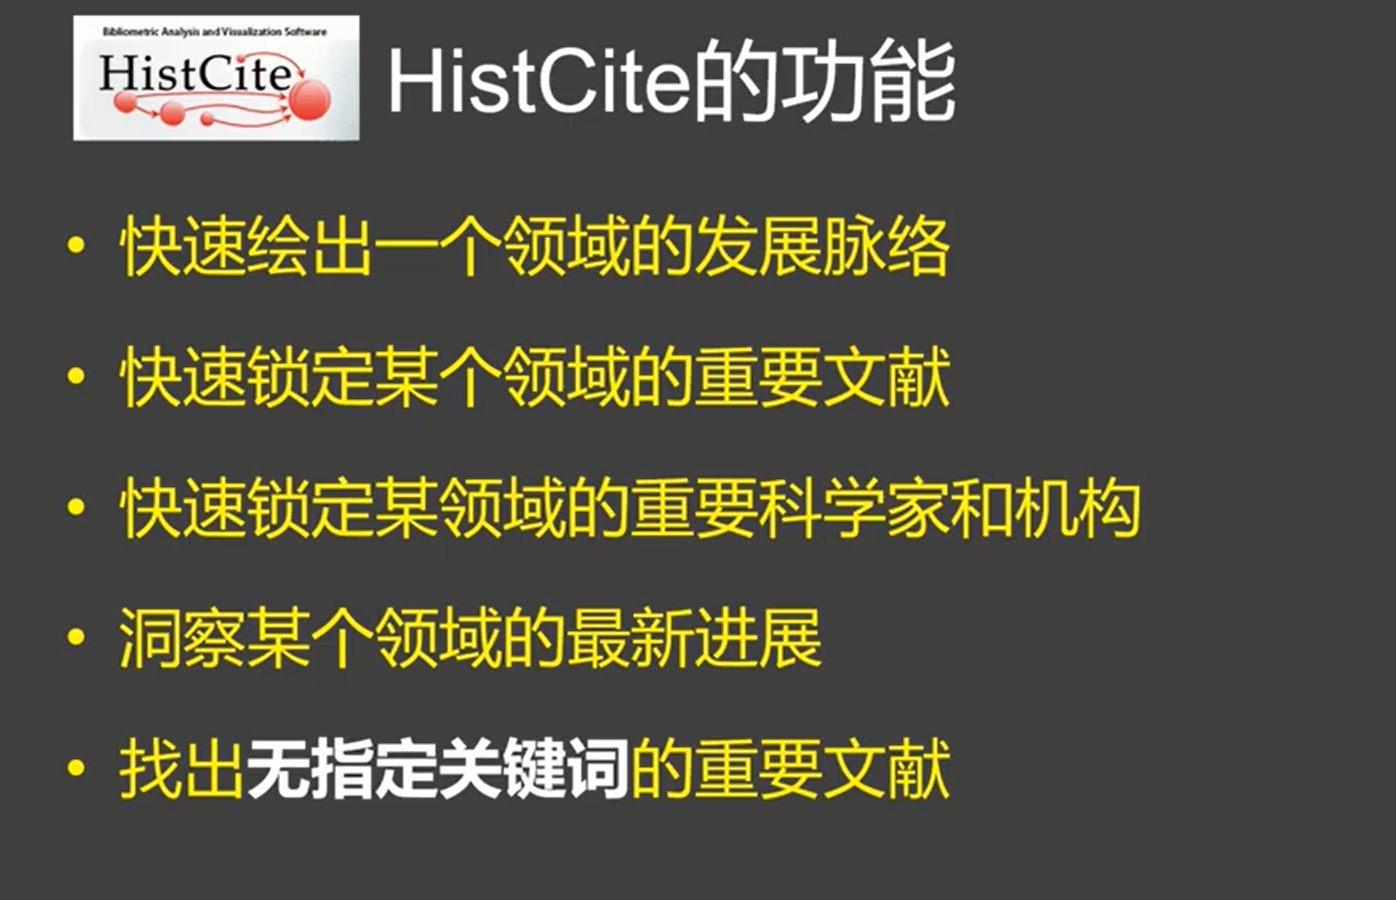 Bibliometric Analysis and Visualization Software
HistCite
HistCite的功能
• 快速绘出一个领域的发展脉络
• 快速锁定某个领域的重要文献
• 快速锁定某领域的重要科学家和机构
• 洞察某个领域的最新进展
• 找出无指定关键词的重要文献